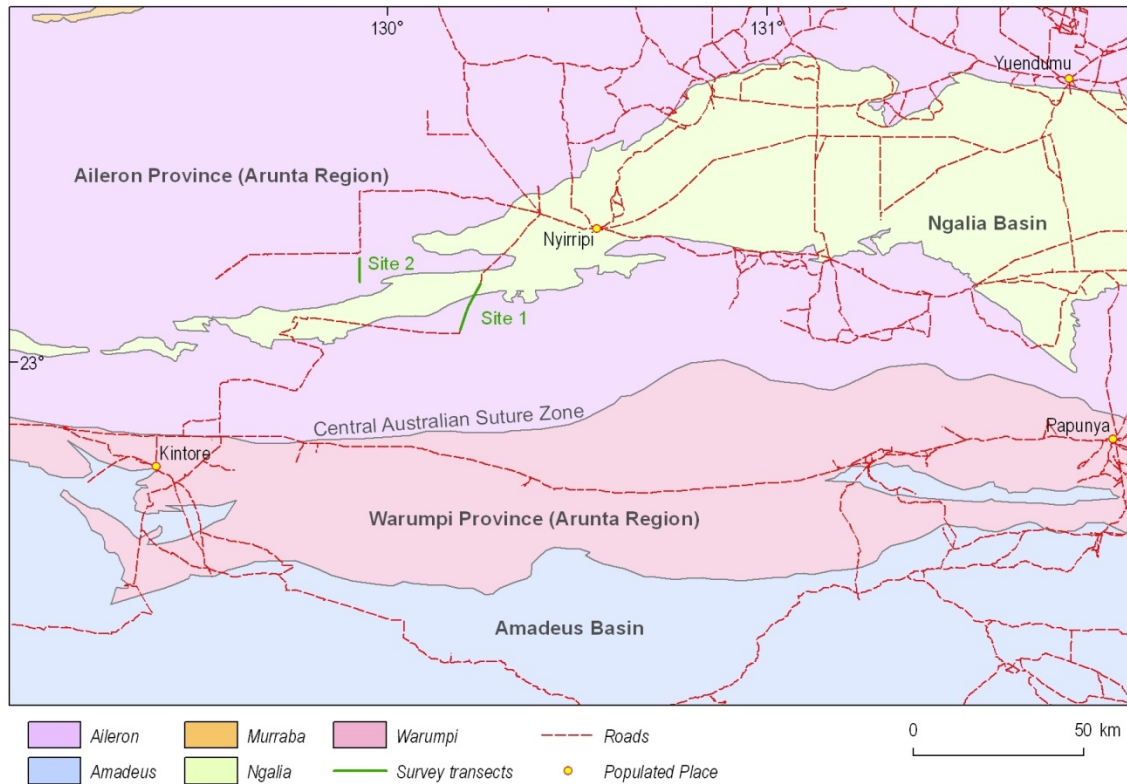 130°
131°
Yuendumu
Aileron Province (Arunta Region)
Ngalia Basin
Nyirripi
Site 2
Site 1
23°
Central Australian Suture Zone
Papunya
Kintore
Warumpi Province (Arunta Region)
Amadeus Basin
Aileron
Murraba
Warumpi
Roads
0 50 km
Amadeus
Ngalia
Survey transects
Populated Place